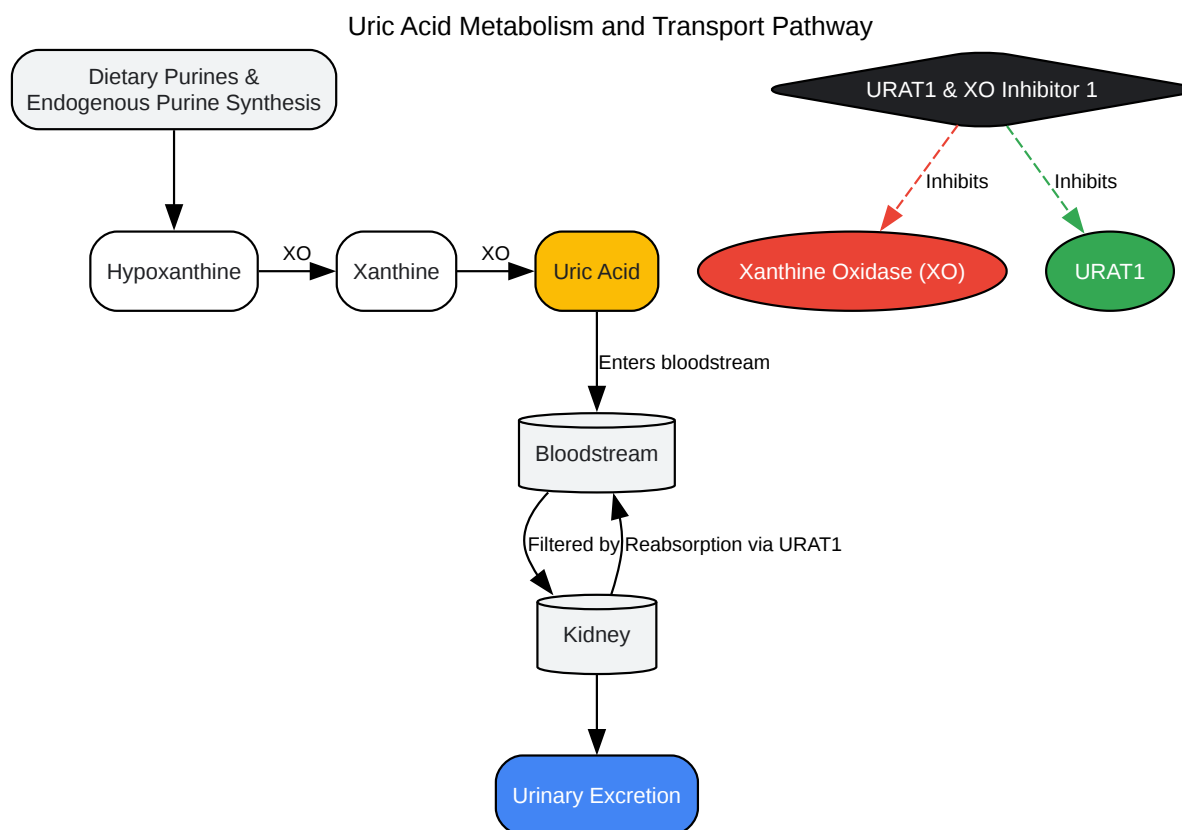 Uric Acid Metabolism and Transport Pathway
Dietary Purines &
Endogenous Purine Synthesis
URAT1 & XO Inhibitor 1
Inhibits
Inhibits
Hypoxanthine
XO
Xanthine
XO
Uric Acid
Xanthine Oxidase (XO)
URAT1
Enters bloodstream
Bloodstream
Filtered by
Reabsorption via URAT1
Kidney
Urinary Excretion